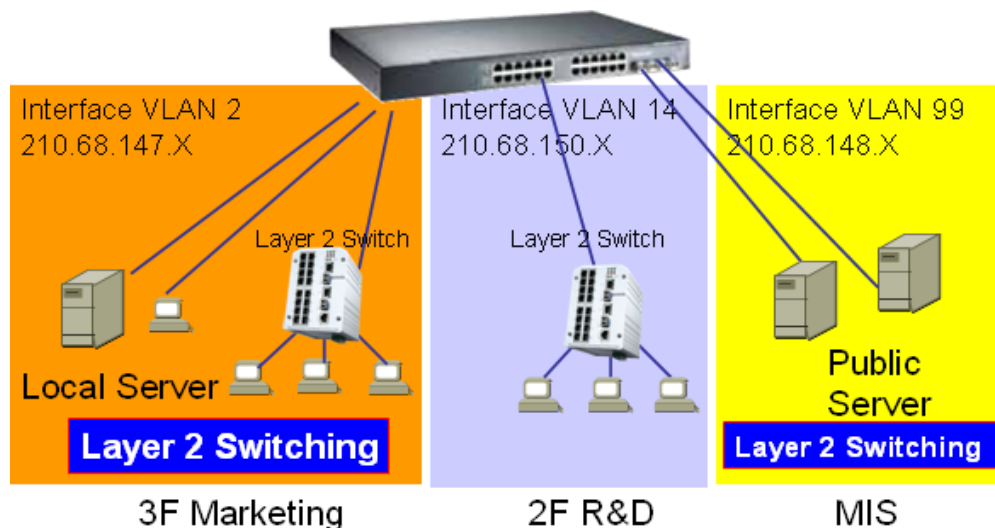 Interface VLAN 2
210.68.147.X
Layer 2 Switch
Local Server
Layer 2 Switching
3F Marketing
Interface VLAN 14
210.68.150.X
Layer 2 Switch
2F R&D
Interface VLAN 99
210.68.148.X
Public
Server
Layer 2 Switching
MIS